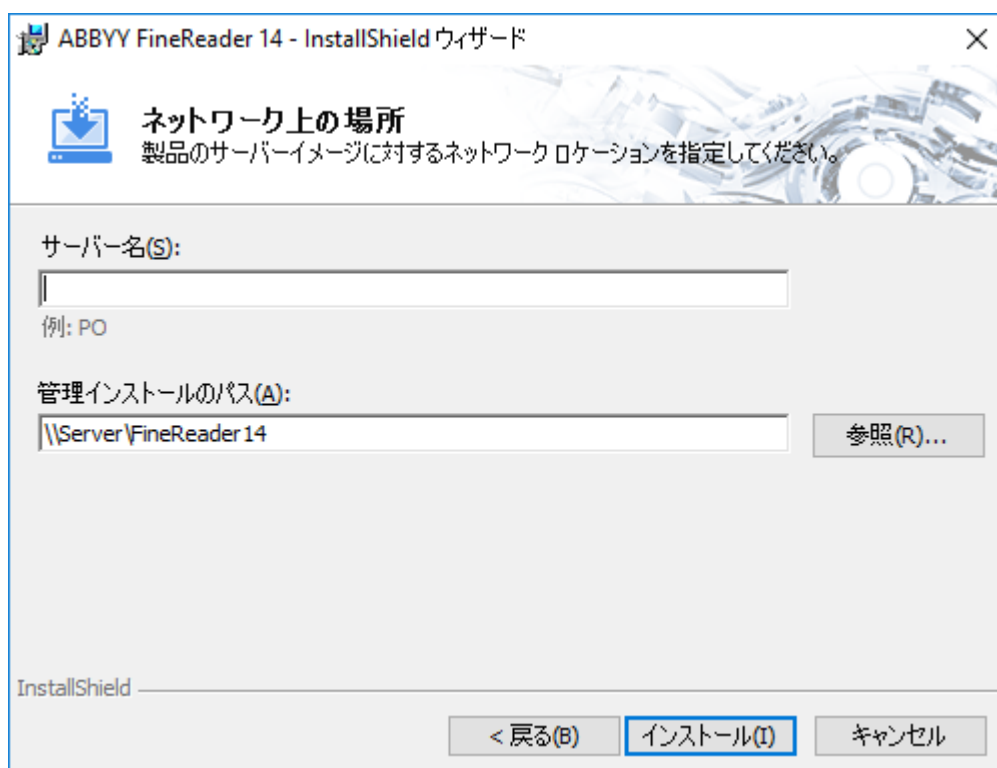 ABBYY FineReader 14 - InstallShield ウィザード
ネットワーク上の場所
製品のサーバーイメージに対するネットワーク ロケーションを指定してください。
サーバー名(S):
例: PO
管理インストールのパス(A):
\\Server\FineReader14
参照(R)...
InstallShield
< 戻る(B)
インストール(I)
キャンセル